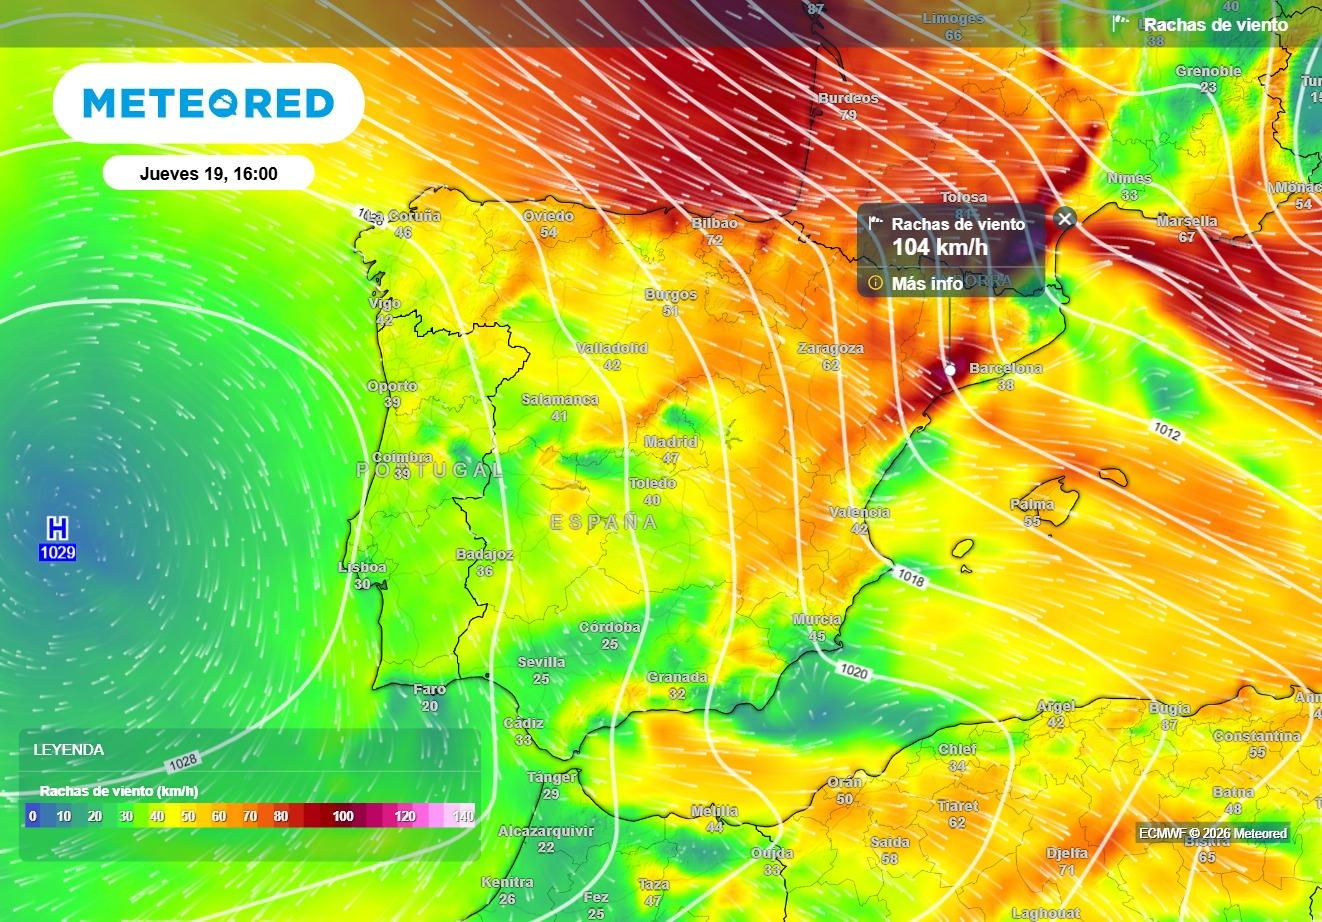 87
Limoges
66
40
38
Rachas de viento
METEORED
Jueves 19, 16:00
Grenoble
23
Burdeos
79
Nimes
33
Tolosa
81
Marsella
67
54
La Coruña
46
Oviedo
54
Bilbao
72
Rachas de viento
104 km/h
Más info
Vigo
42
Burgos
51
Valladolid
42
Zaragoza
62
Barcelona
38
Oporto
39
Salamanca
41
1012
Madrid
47
Coimbra
39
PORTUGAL
Toledo
40
ESPAÑA
Valencia
42
Palma
55
H
1029
Badajoz
36
Lisboa
30
1018
Córdoba
25
Murcia
45
Sevilla
25
1020
Granada
32
Faro
20
Cádiz
33
Argel
42
Bugía
37
LEYENDA
1028
Constantina
55
Chlef
34
Tánger
29
Orán
50
Rachas de viento (km/h)
0 10 20 30 40 50 60 70 80 100 120 140
Batna
48
Melilla
44
Tiaret
62
Alcazarquivir
22
ECMWF © 2026 Meteored
Biskra
65
Saida
58
Oujda
33
Djelfa
71
Kenitra
26
Fez
25
Taza
47
Laghouat